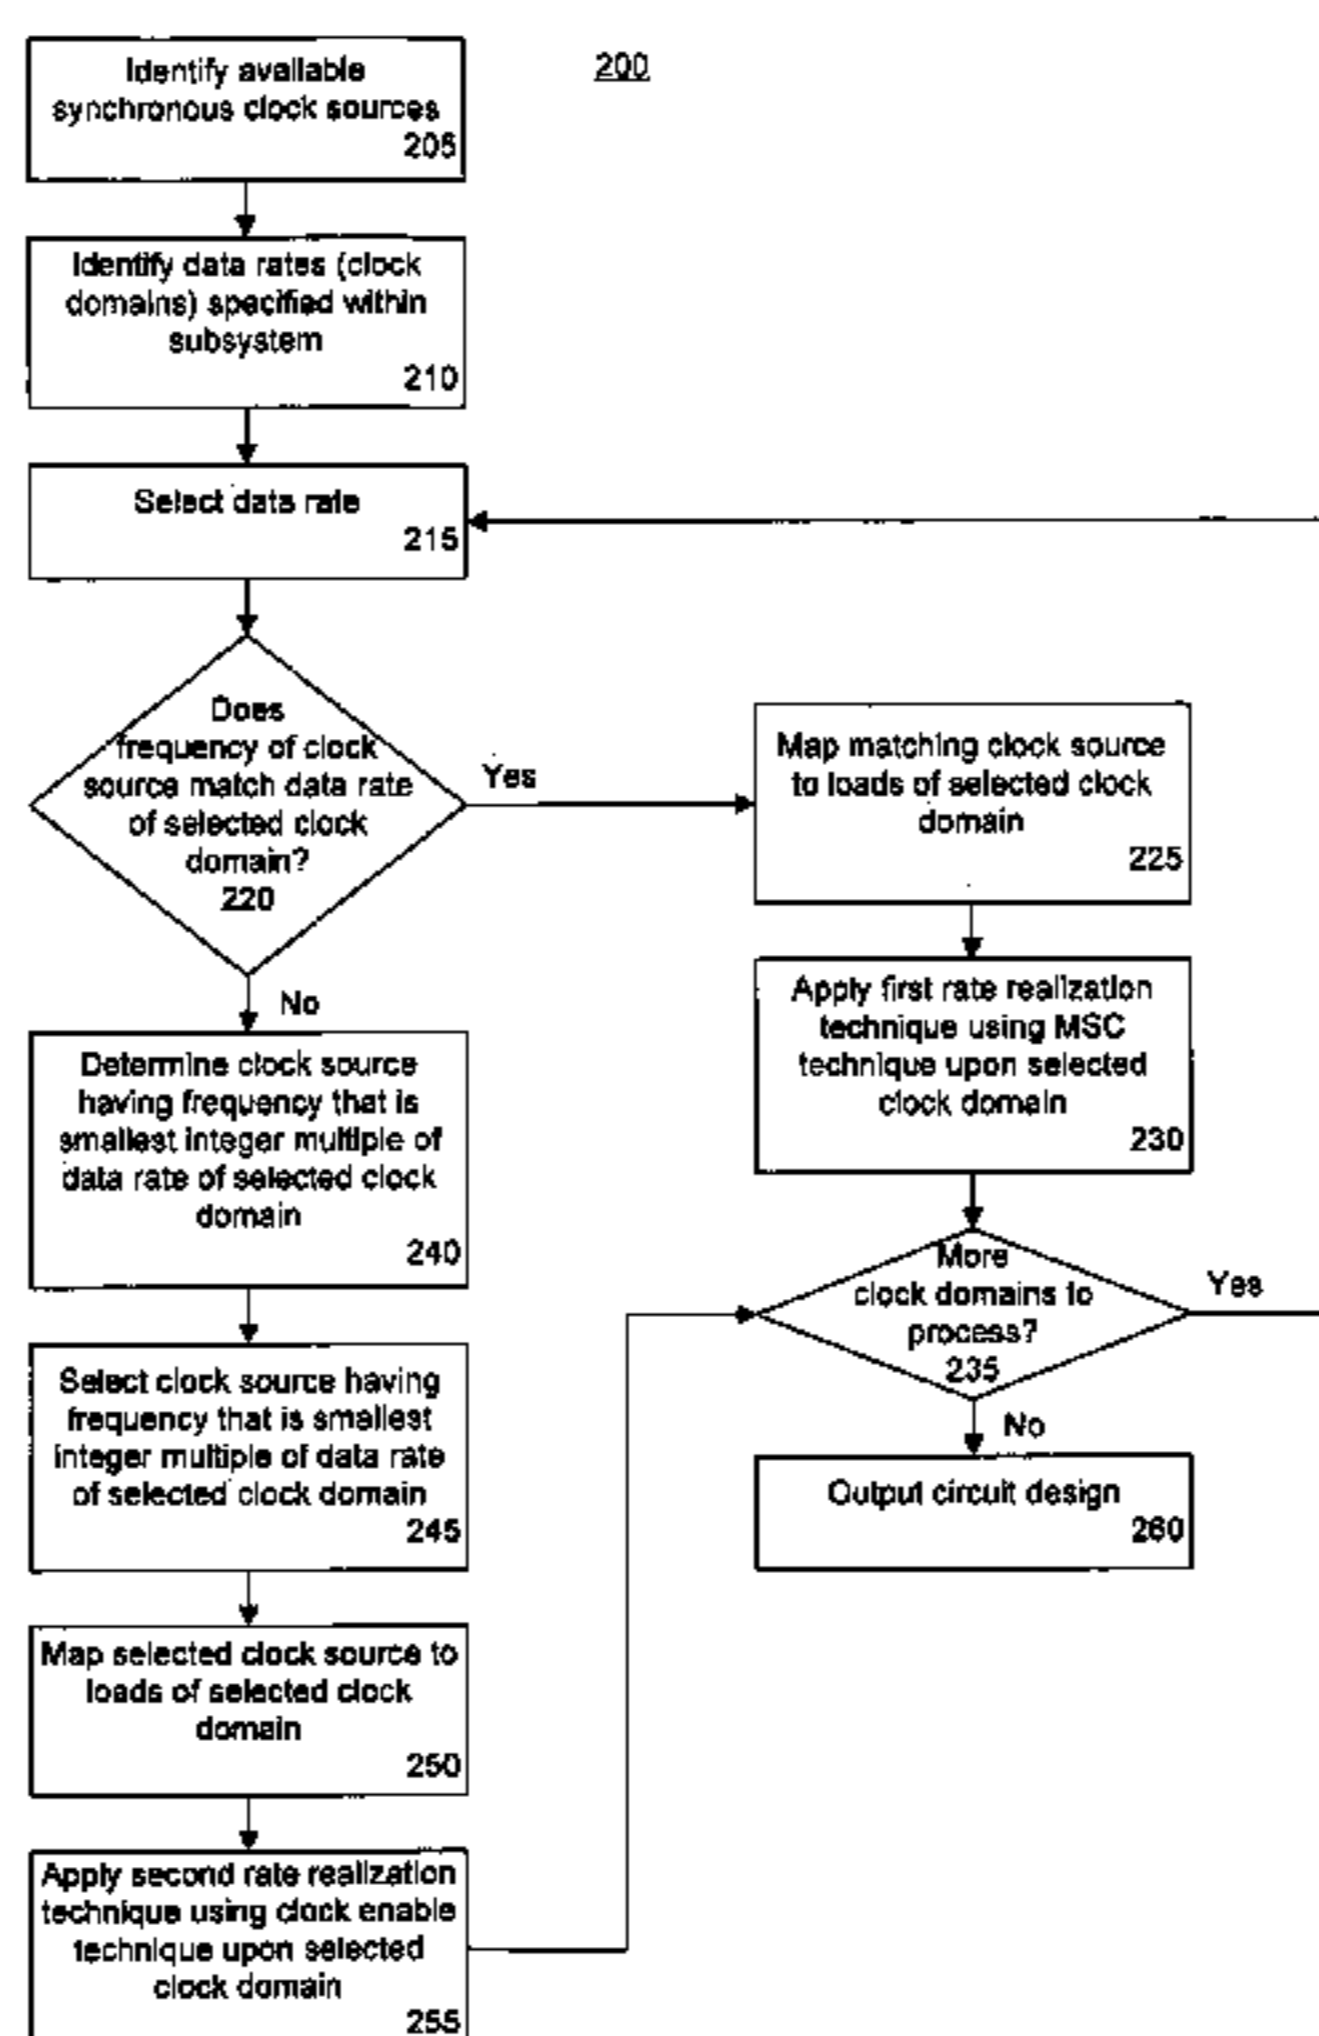 200
Identify available
synchronous clock sources
205
Identify data rates (clock
domains) specified within
subsystem
210
Select data rate
215
Does
frequency of clock
source match data rate
of selected clock
domain?
220
Yes
No
Map matching clock source
to loads of selected clock
domain
225
Apply first rate realization
technique using MSC
technique upon selected
clock domain
230
More
clock domains to
process?
235
Yes
No
Output circuit design
260
Determine clock source
having frequency that is
smallest integer multiple of
data rate of selected clock
domain
240
Select clock source having
frequency that is smallest
integer multiple of data rate
of selected clock domain
245
Map selected clock source to
loads of selected clock
domain
250
Apply second rate realization
technique using clock enable
technique upon selected
clock domain
255